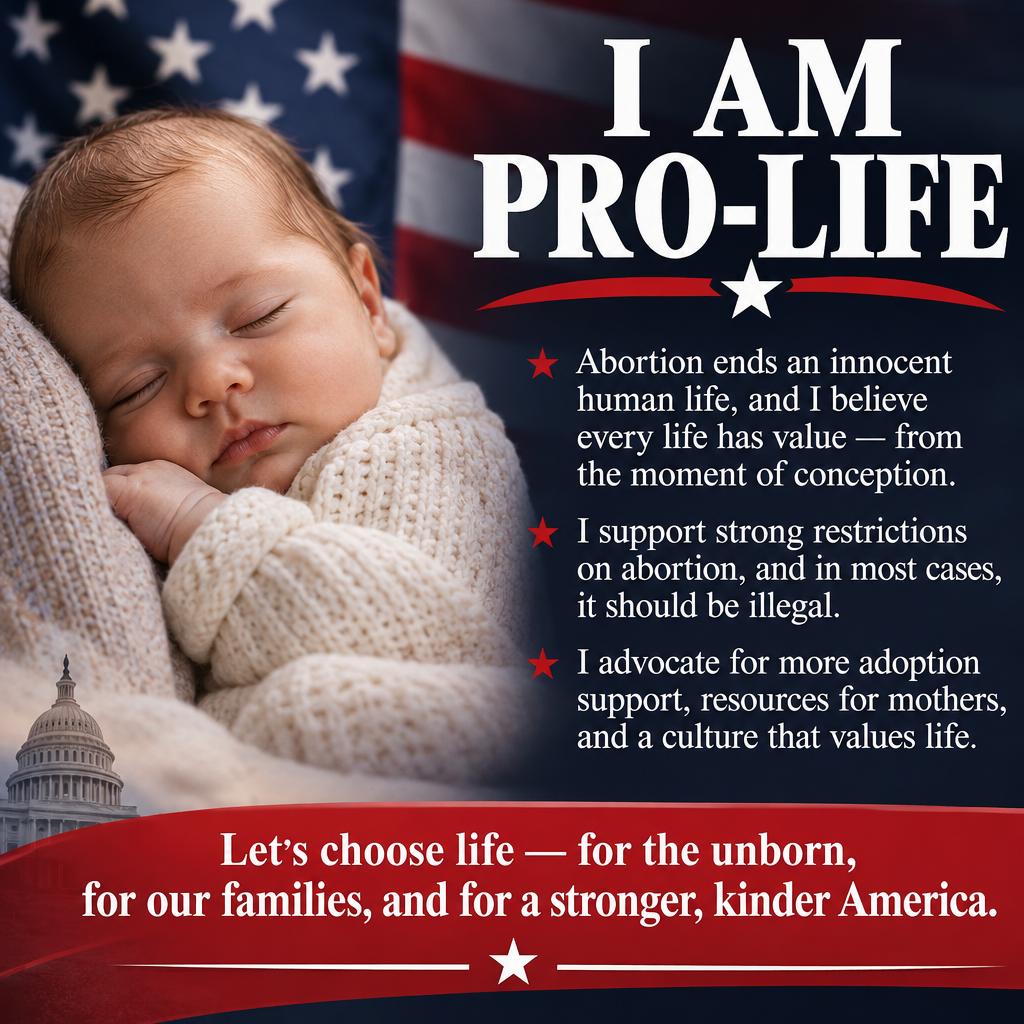 I AM
PRO-LIFE
Abortion ends an innocent
human life, and I believe
every life has value — from
the moment of conception.
I support strong restrictions
on abortion, and in most cases,
it should be illegal.
I advocate for more adoption
support, resources for mothers,
and a culture that values life.
Let’s choose life — for the unborn,
for our families, and for a stronger, kinder America.